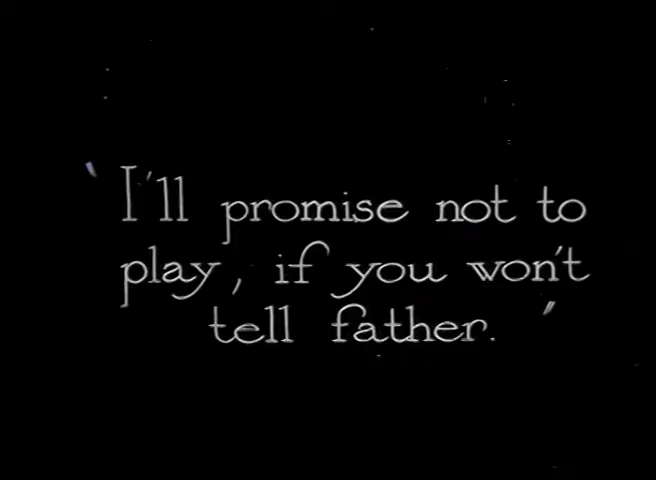 'I'll promise not to
play, if you won't
tell father."